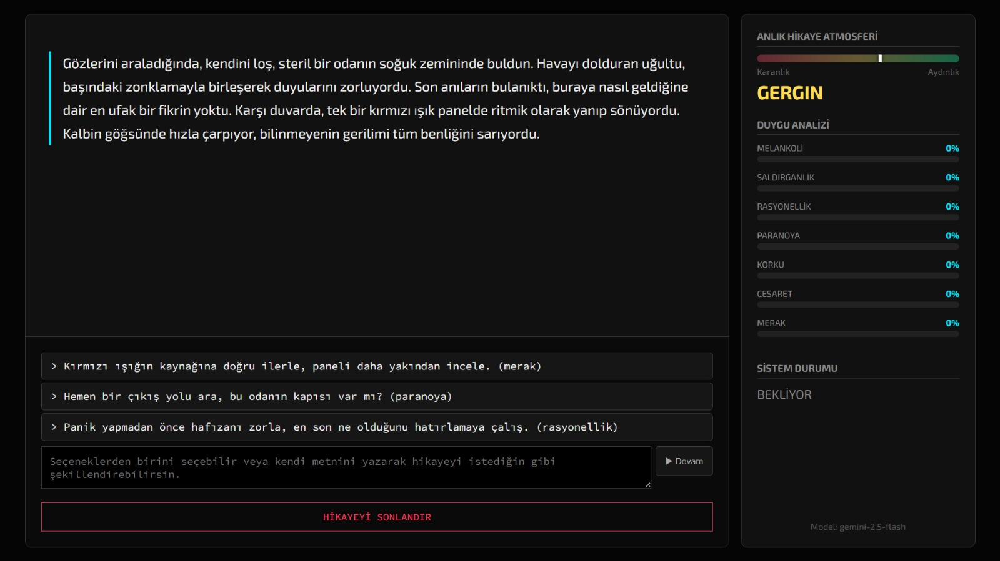 Gözlerini araladığında, kendini loş, steril bir odanın soğuk zemininde buldun. Havayı dolduran uğultu,
başındaki zonklamayla birleşerek duyularını zorluyordu. Son anıların bulanıktı, buraya nasıl geldiğine
dair en ufak bir fikrin yoktu. Karşı duvarda, tek bir kırmızı ışık panelde ritmik olarak yanıp sönüyordu.
Kalbin göğsünde hızla çarpıyor, bilinmeyenin gerilimi tüm benliğini sarıyordu.
> Kırmızı ışığın kaynağına doğru ilerle, paneli daha yakından incele. (merak)
> Hemen bir çıkış yolu ara, bu odanın kapısı var mı? (paranoya)
> Panik yapmadan önce hafızanı zorla, en son ne olduğunu hatırlamaya çalış. (rasyonellik)
Seçeneklerden birini seçebilir veya kendi metnini yazarak hikayeyi istediğin gibi
şekillendirebilirsin.
▶ Devam
HİKAYEYİ SONLANDIR
ANLIK HİKAYE ATMOSFERİ
Karanlık Aydınlık
GERGIN
DUYGU ANALİZİ
MELANKOLİ 0%
SALDIRGANLIK 0%
RASYONELLİK 0%
PARANOYA 0%
KORKU 0%
CESARET 0%
MERAK 0%
SİSTEM DURUMU
BEKLİYOR
Model: gemini-2.5-flash